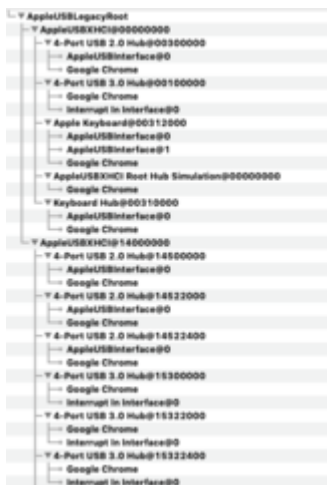 AppleUSBLegacyRoot
AppleUSBXHCI@00000000
4-Port USB 2.0 Hub@00300000
AppleUSBInterface@0
Google Chrome
4-Port USB 3.0 Hub@00100000
Google Chrome
Interrupt In Interface@0
Apple Keyboard@00312000
AppleUSBInterface@0
AppleUSBInterface@1
Google Chrome
AppleUSBXHCI Root Hub Simulation@00000000
Keyboard Hub@00310000
AppleUSBInterface@0
Google Chrome
AppleUSBXHCI@14000000
4-Port USB 2.0 Hub@14500000
AppleUSBInterface@0
Google Chrome
4-Port USB 2.0 Hub@14522000
AppleUSBInterface@0
Google Chrome
4-Port USB 2.0 Hub@14522400
AppleUSBInterface@0
Google Chrome
4-Port USB 3.0 Hub@15300000
Google Chrome
Interrupt In Interface@0
4-Port USB 3.0 Hub@15322000
Google Chrome
Interrupt In Interface@0
4-Port USB 3.0 Hub@15322400
Google Chrome
Interrupt In Interface@0